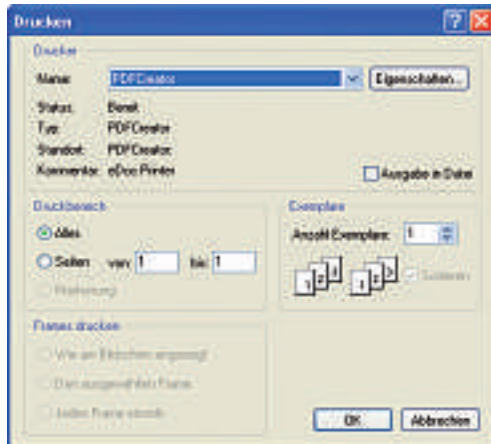 Drucken
Drucker
Name: PDFCreator Eigenschaften...
Status: Bereit
Typ: PDFCreator
Standort: PDFCreator:
Kommentar: eDoc Printer Ausgabe in Datei
Druckbereich Exemplare
Alles Anzahl Exemplare: 1
Seiten von: 1 bis: 1
Markierung Sortieren
Frames drucken
Wie am Bildschirm angezeigt
Den ausgewählten Frame
Jeden Frame einzeln
OK Abbrechen